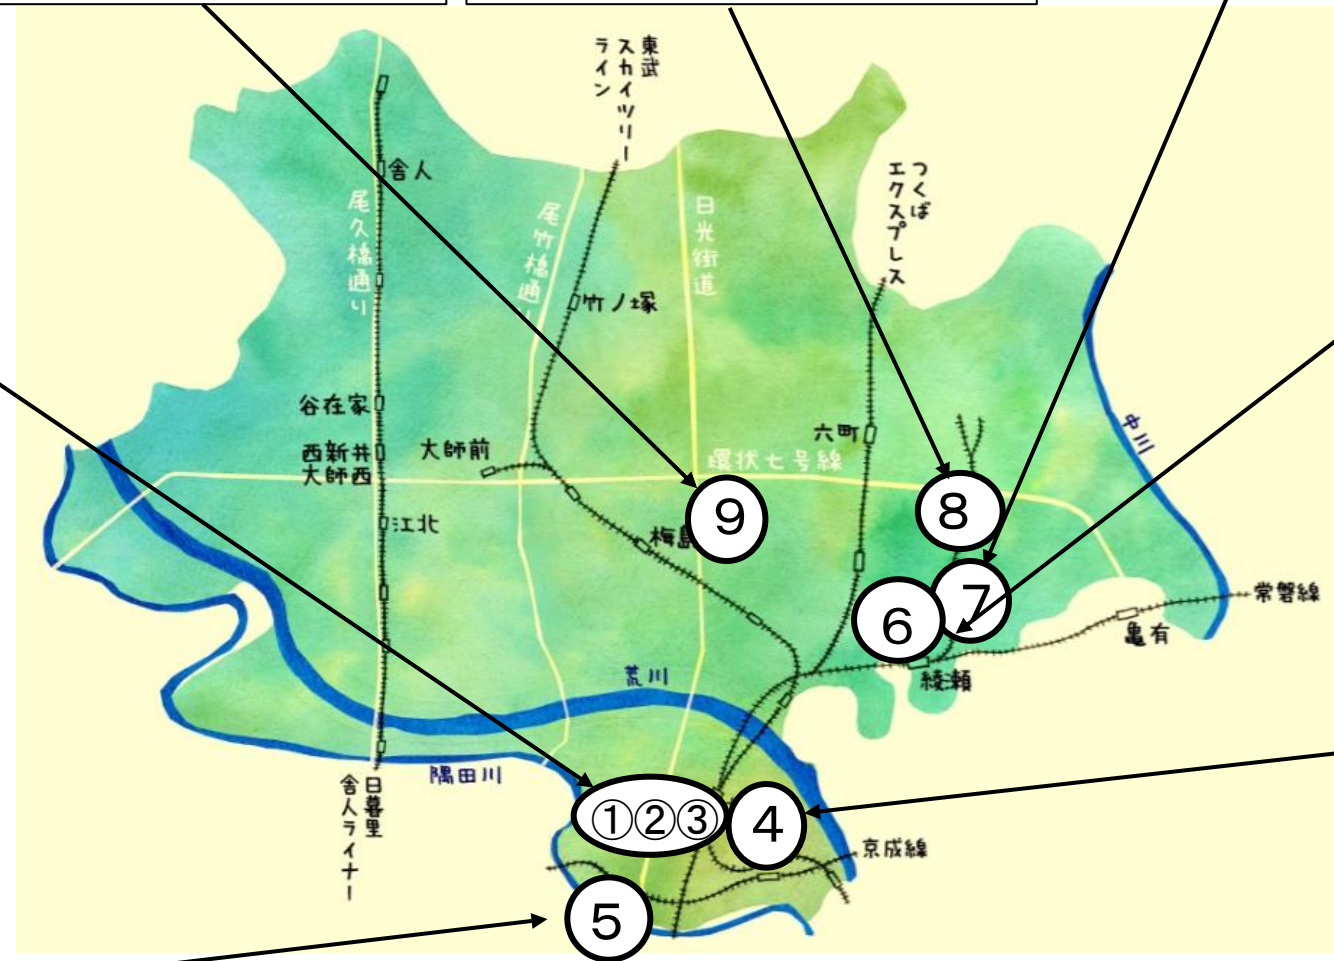 東武
スカイツリー
ライン
つくば
エクスプレス
舎人
尾久橋通り
尾竹橋通り
日光街道
竹ノ塚
谷在家
西新井
大師西
大師前
六町
環状七号線
中川
江北
梅島
9
8
7
6
常磐線
亀有
綾瀬
荒川
隅田川
日暮里
舎人ライナー
①②③
4
京成線
5